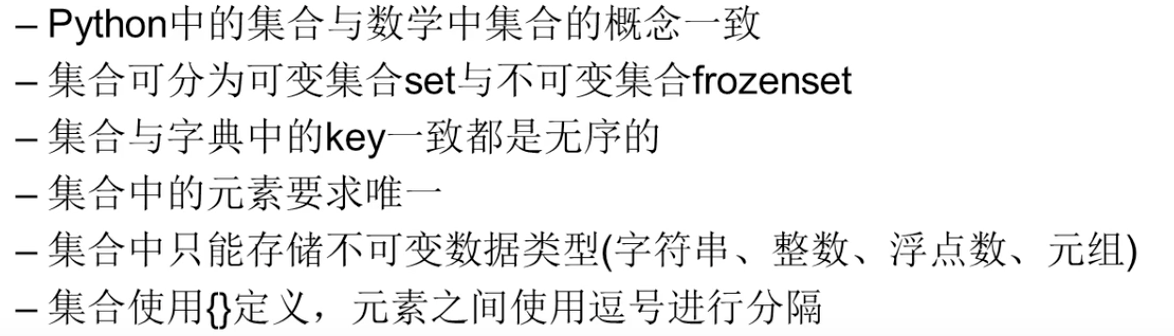 – Python中的集合与数学中集合的概念一致
– 集合可分为可变集合set与不可变集合frozenset
– 集合与字典中的key一致都是无序的
– 集合中的元素要求唯一
– 集合中只能存储不可变数据类型(字符串、整数、浮点数、元组)
– 集合使用{}定义，元素之间使用逗号进行分隔